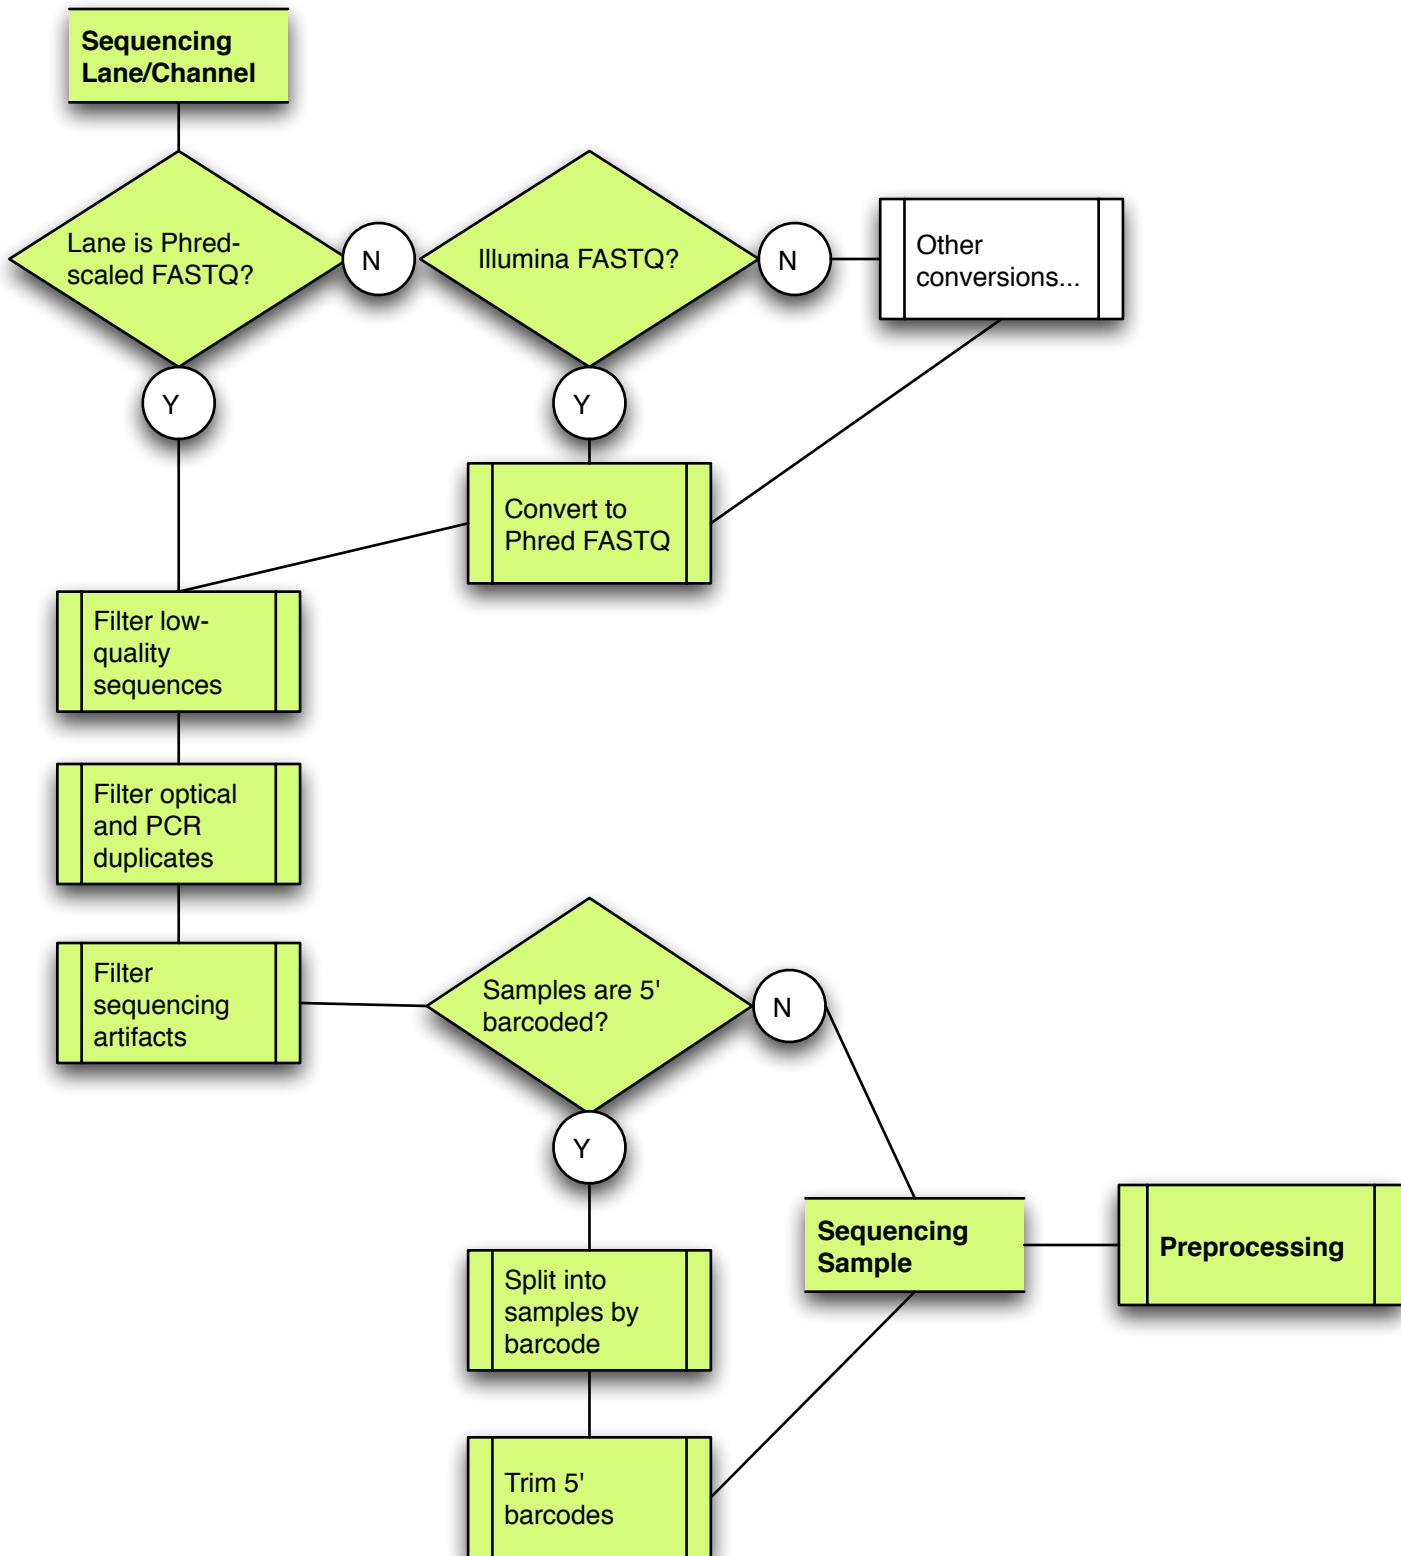 Sequencing
Lane/Channel
Lane is Phred-
scaled FASTQ?
N
Illumina FASTQ?
N
Other
conversions...
Y
Y
Convert to
Phred FASTQ
Filter low-
quality
sequences
Filter optical
and PCR
duplicates
Filter
sequencing
artifacts
Samples are 5'
barcoded?
N
Y
Split into
samples by
barcode
Sequencing
Sample
Preprocessing
Trim 5'
barcodes